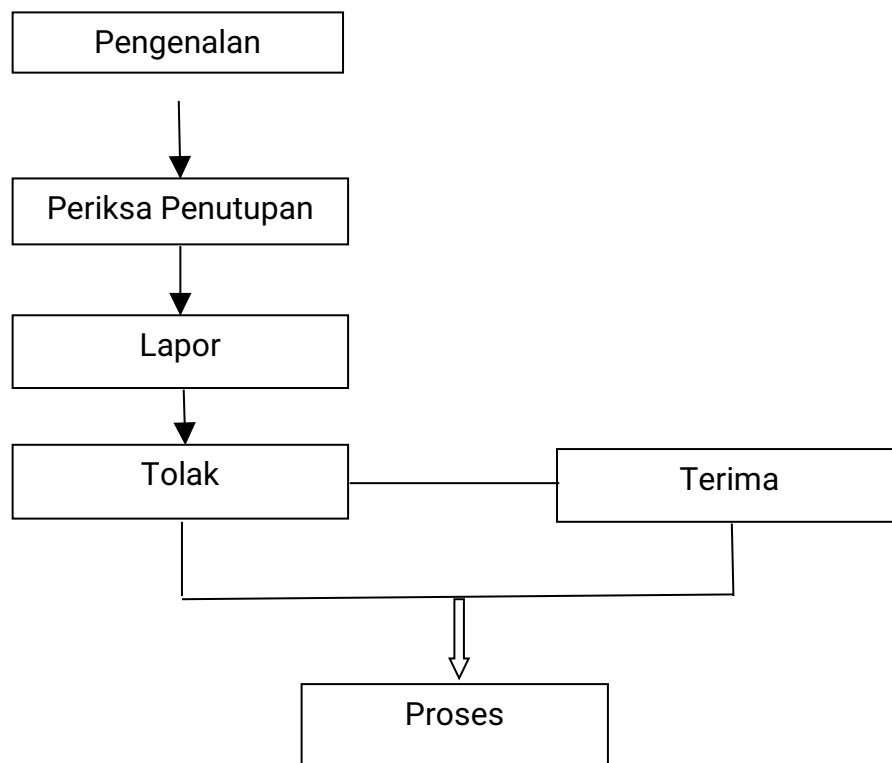 Pengenalan
Periksa Penutupan
Lapor
Tolak
Terima
Proses